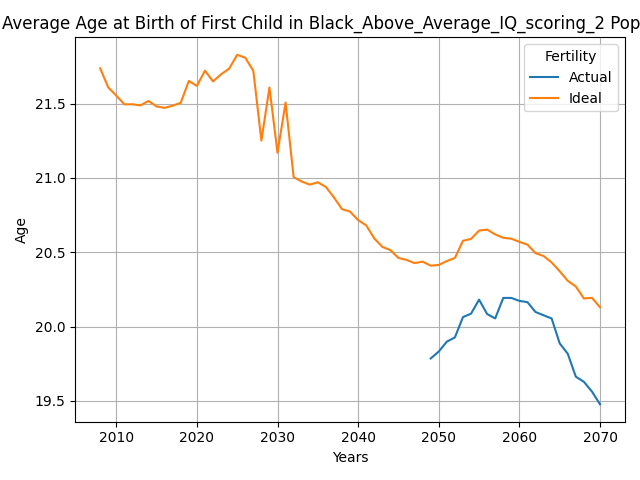 Average Age at Birth of First Child in Black_Above_Average_IQ_scoring_2 Pop
Fertility
Actual
Ideal
21.5
21.0
20.5
20.0
19.5
Age
2010 2020 2030 2040 2050 2060 2070
Years